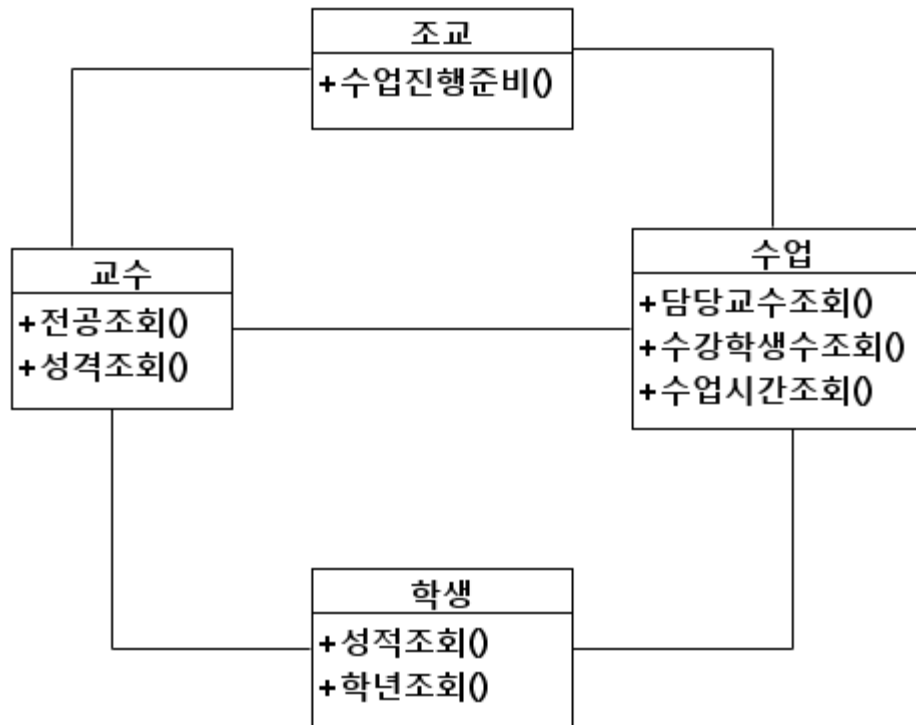 조교
+수업진행준비()
교수
+전공조회()
+성격조회()
수업
+담당교수조회()
+수강학생수조회()
+수업시간조회()
학생
+성적조회()
+학년조회()